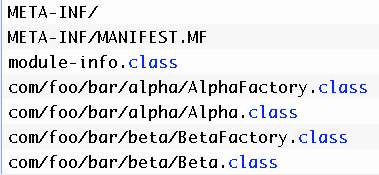 META-INF/
META-INF/MANIFEST.MF
module-info.class
com/foo/bar/alpha/AlphaFactory.class
com/foo/bar/alpha/Alpha.class
com/foo/bar/beta/BetaFactory.class
com/foo/bar/beta/Beta.class